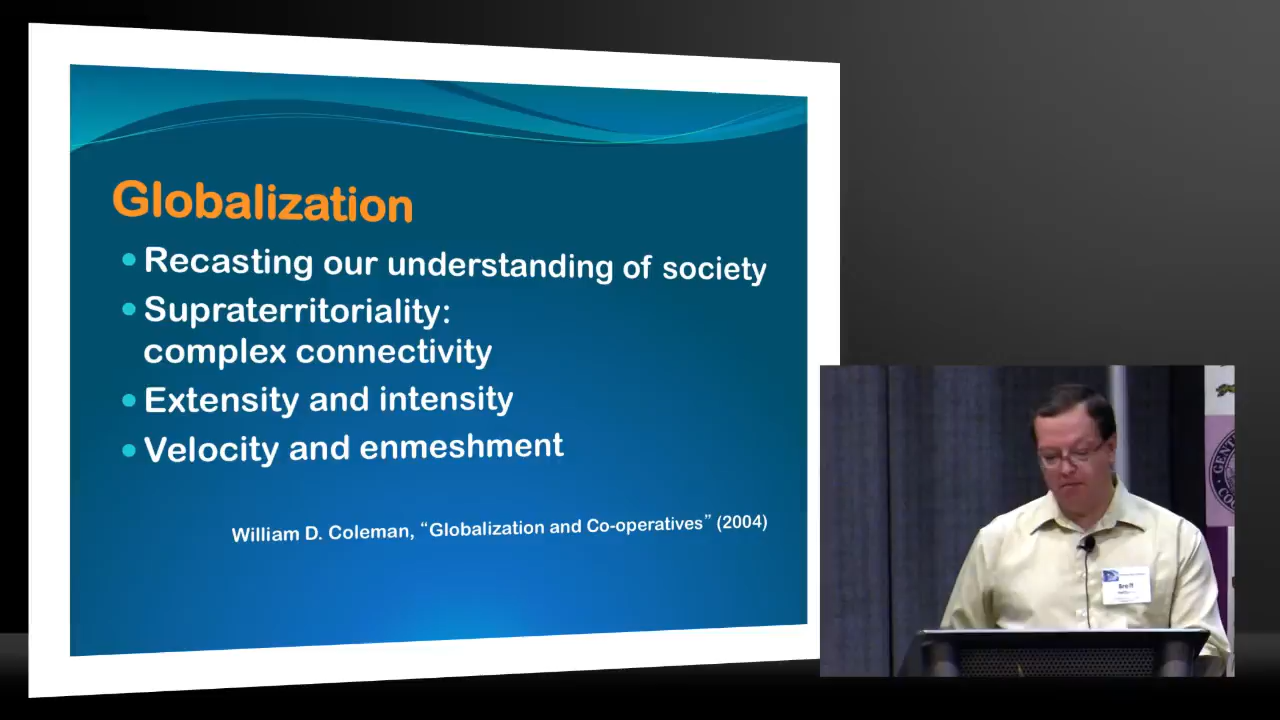 Globalization
Recasting our understanding of society
Supraterritoriality:
complex connectivity
Extensity and intensity
Velocity and enmeshment
William D. Coleman, “Globalization and Co-operatives” (2004)
Brett